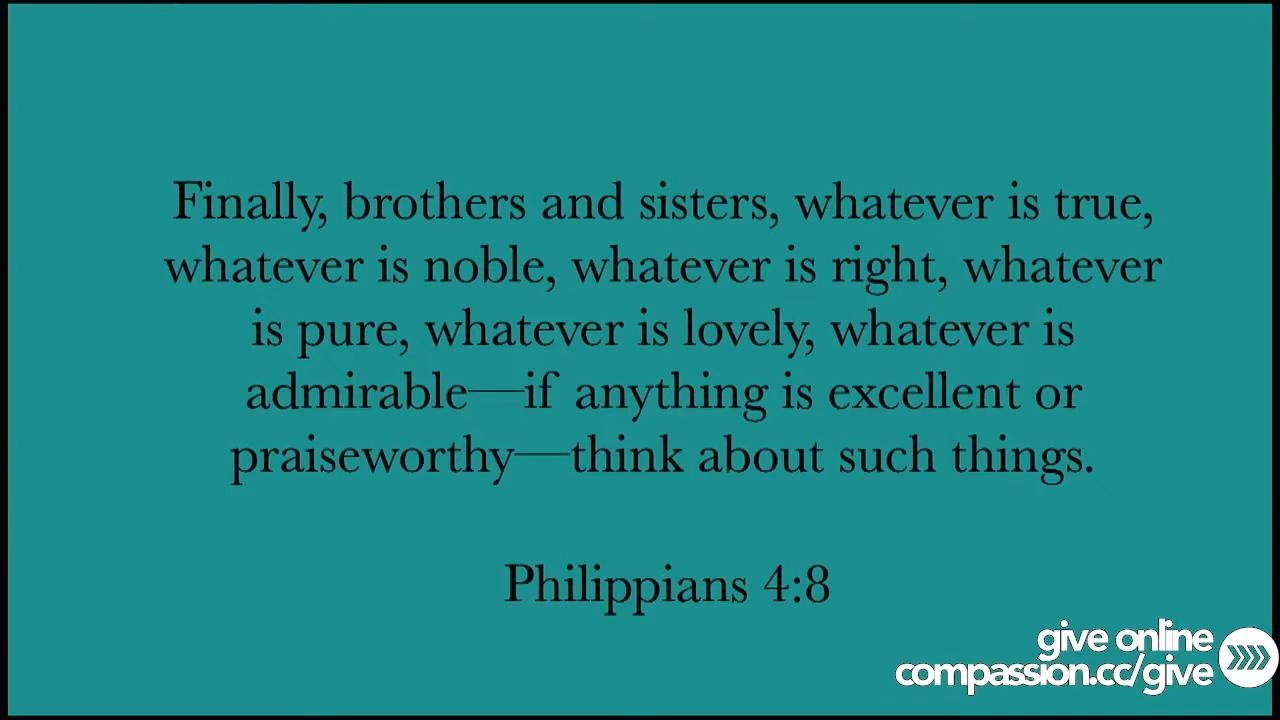 Finally, brothers and sisters, whatever is true,
whatever is noble, whatever is right, whatever
is pure, whatever is lovely, whatever is
admirable—if anything is excellent or
praiseworthy—think about such things.
Philippians 4:8
give online
compassion.cc/give